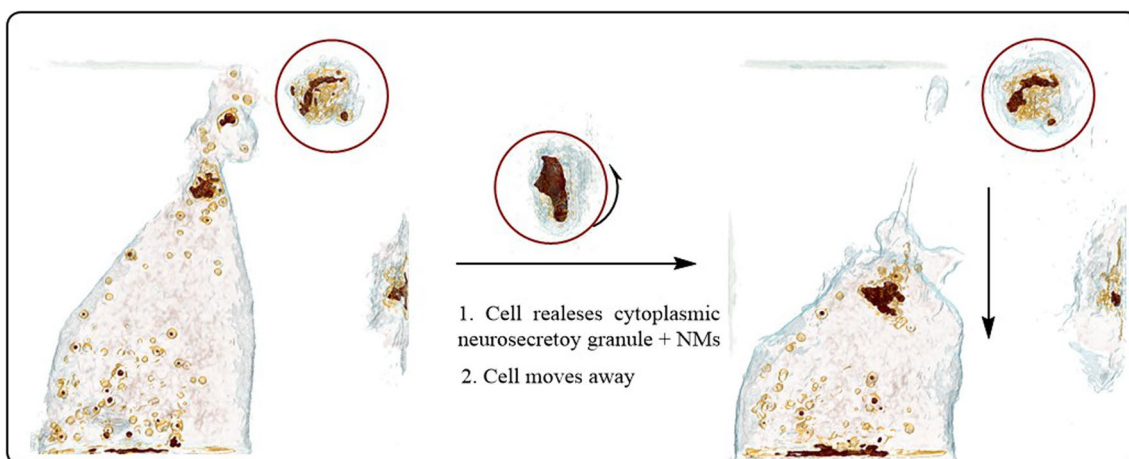 1. Cell realeses cytoplasmic
neurosecretoy granule + NMs
2. Cell moves away